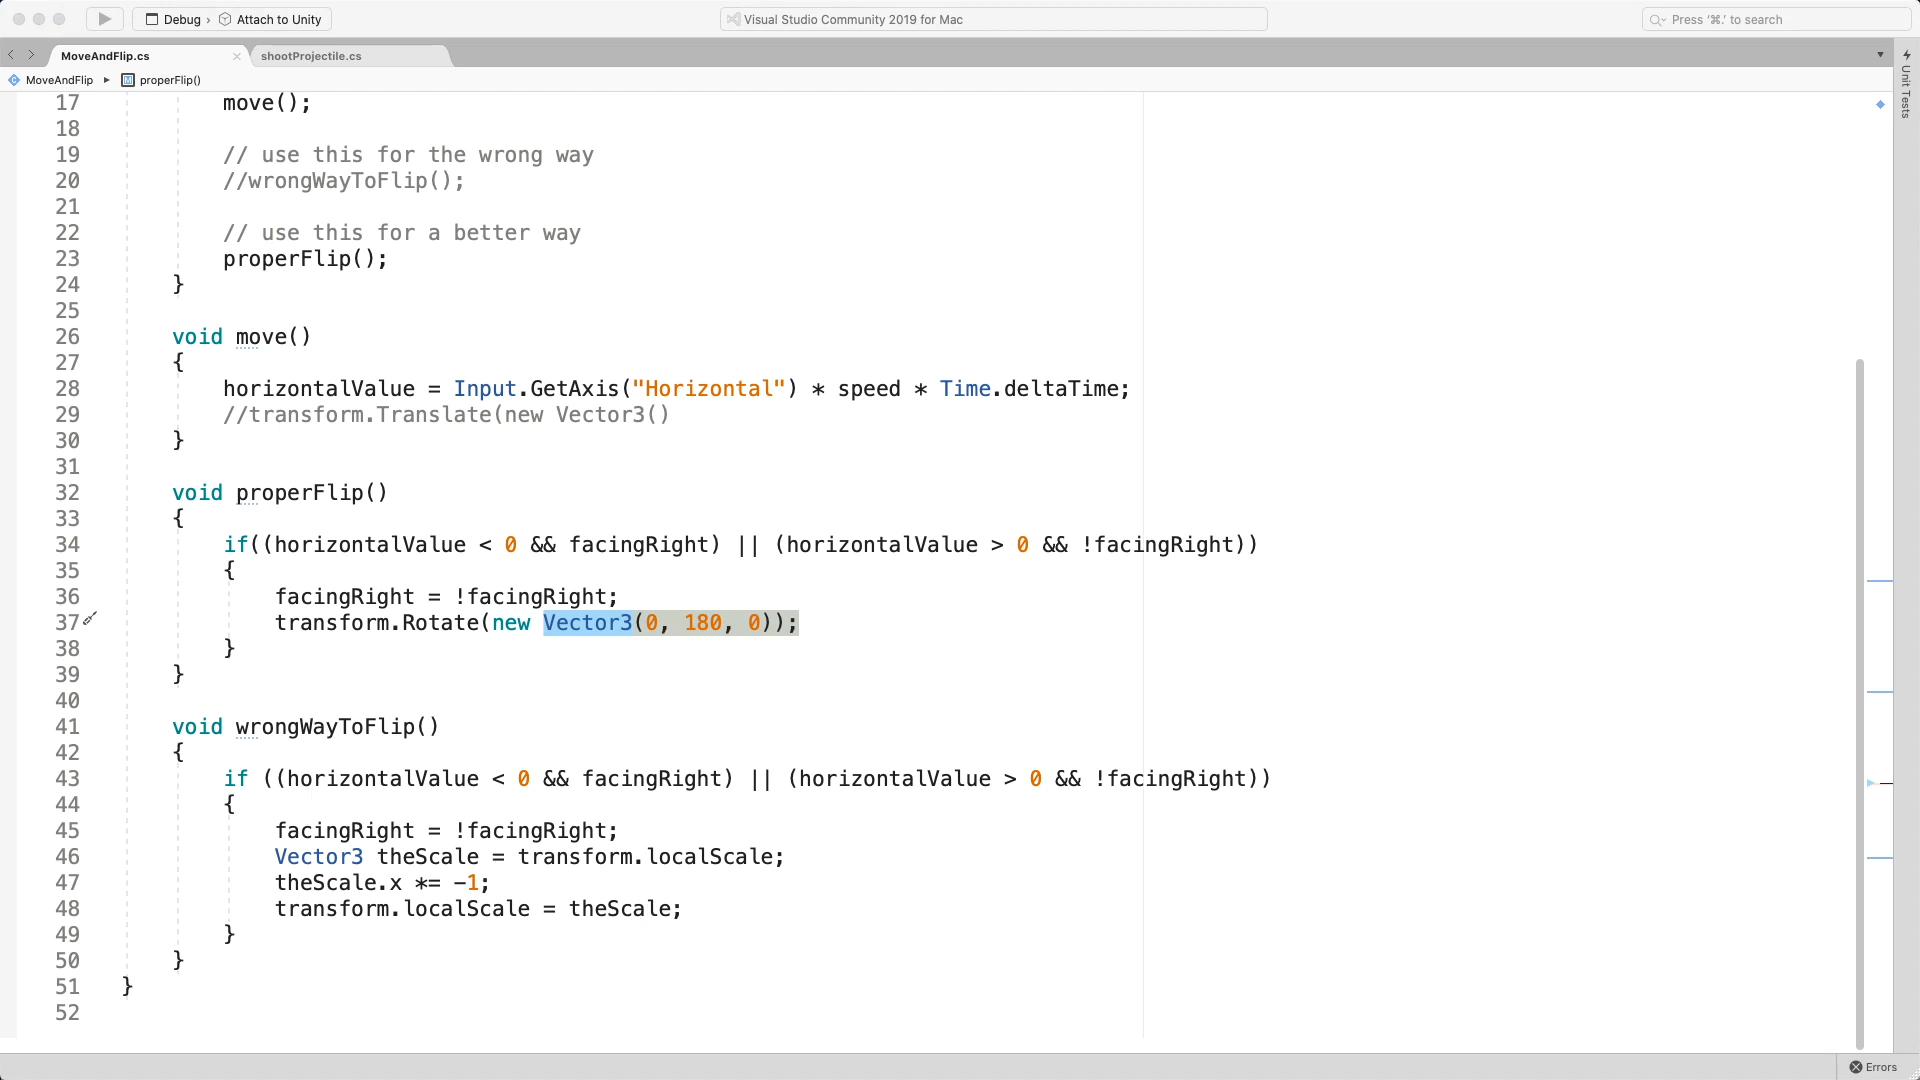 Debug › Attach to Unity
Visual Studio Community 2019 for Mac
Press '⌘.' to search
MoveAndFlip.cs
shootProjectile.cs
MoveAndFlip ▸ M properFlip()
Unit Tests
17 move();
18
19 // use this for the wrong way
20 //wrongWayToFlip();
21
22 // use this for a better way
23 properFlip();
24 }
25
26 void move()
27 {
28 horizontalValue = Input.GetAxis("Horizontal") * speed * Time.deltaTime;
29 //transform.Translate(new Vector3()
30 }
31
32 void properFlip()
33 {
34 if((horizontalValue < 0 && facingRight) || (horizontalValue > 0 && !facingRight))
35 {
36 facingRight = !facingRight;
37 transform.Rotate(new Vector3(0, 180, 0));
38 }
39 }
40
41 void wrongWayToFlip()
42 {
43 if ((horizontalValue < 0 && facingRight) || (horizontalValue > 0 && !facingRight))
44 {
45 facingRight = !facingRight;
46 Vector3 theScale = transform.localScale;
47 theScale.x *= -1;
48 transform.localScale = theScale;
49 }
50 }
51 }
52
Errors